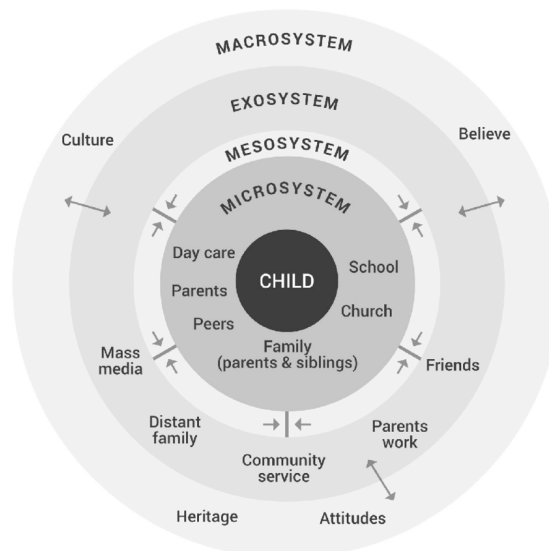 MACROSYSTEM
EXOSYSTEM
Culture
Believe
MESOSYSTEM
MICROSYSTEM
Day care
School
CHILD
Parents
Church
Peers
Family
(parents & siblings)
Mass
media
Friends
Distant
family
Parents
work
Community
service
Heritage
Attitudes